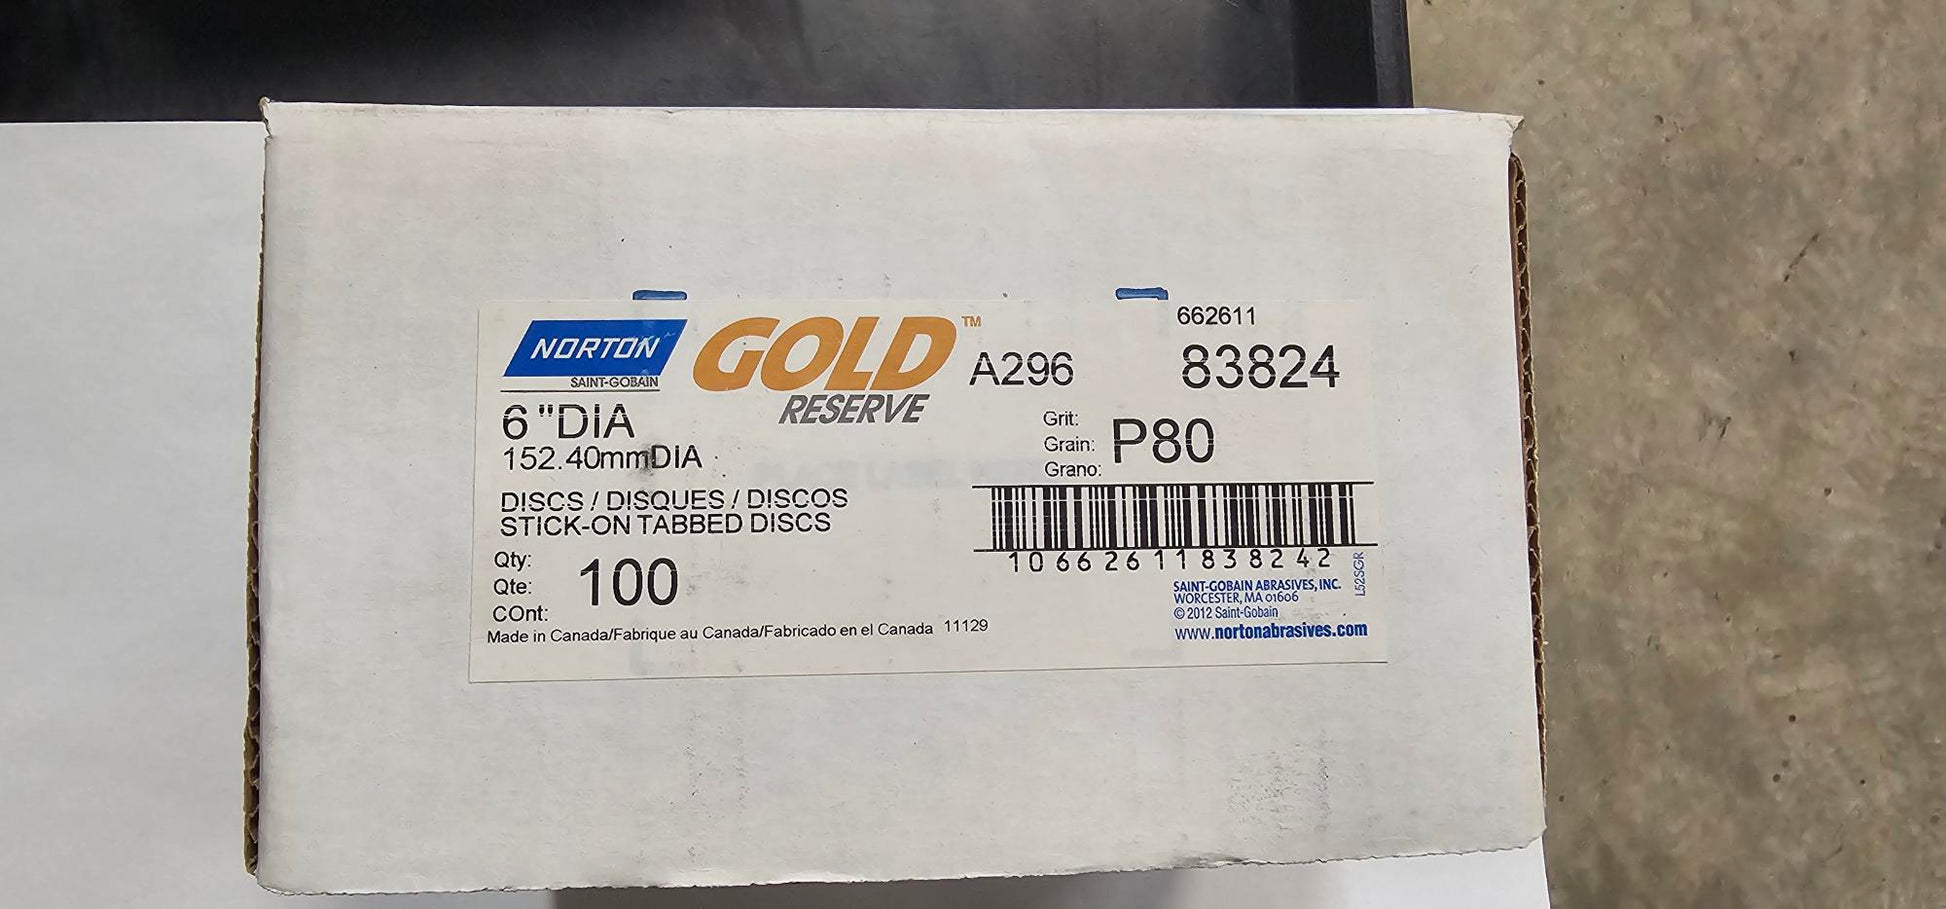 NORTON
SAINT-GOBAIN
GOLD™
RESERVE
A296
662611
83824
6 "DIA
152.40mmDIA
Grit:
Grain: P80
Grano:
DISCS / DISQUES / DISCOS
STICK-ON TABBED DISCS
Qty:
Qte: 100
COnt:
10662611838242
L52SGR
SAINT-GOBAIN ABRASIVES, INC.
WORCESTER, MA 01606
© 2012 Saint-Gobain
www.nortonabrasives.com
Made in Canada/Fabrique au Canada/Fabricado en el Canada 11129